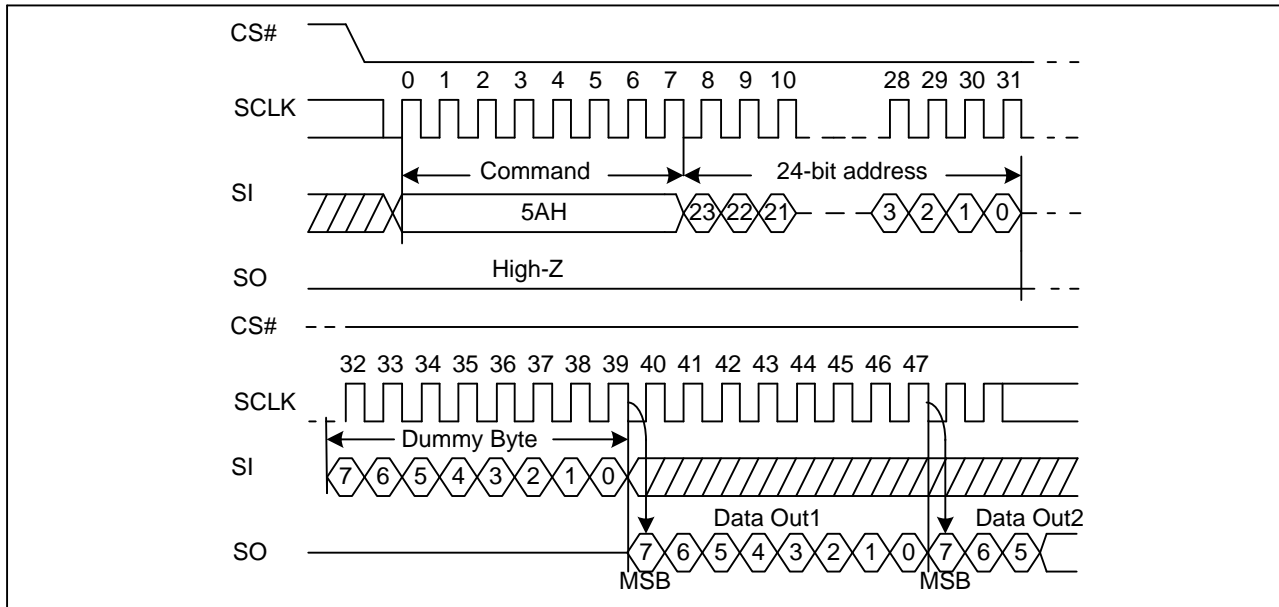 CS#
0 1 2 3 4 5 6 7 8 9 10 28 29 30 31
SCLK
Command 24-bit address
SI
5AH 23 22 21 3 2 1 0
High-Z
SO
CS#
32 33 34 35 36 37 38 39 40 41 42 43 44 45 46 47
SCLK
Dummy Byte
SI
7 6 5 4 3 2 1 0
Data Out1 Data Out2
SO
7 6 5 4 3 2 1 0 7 6 5
MSB MSB